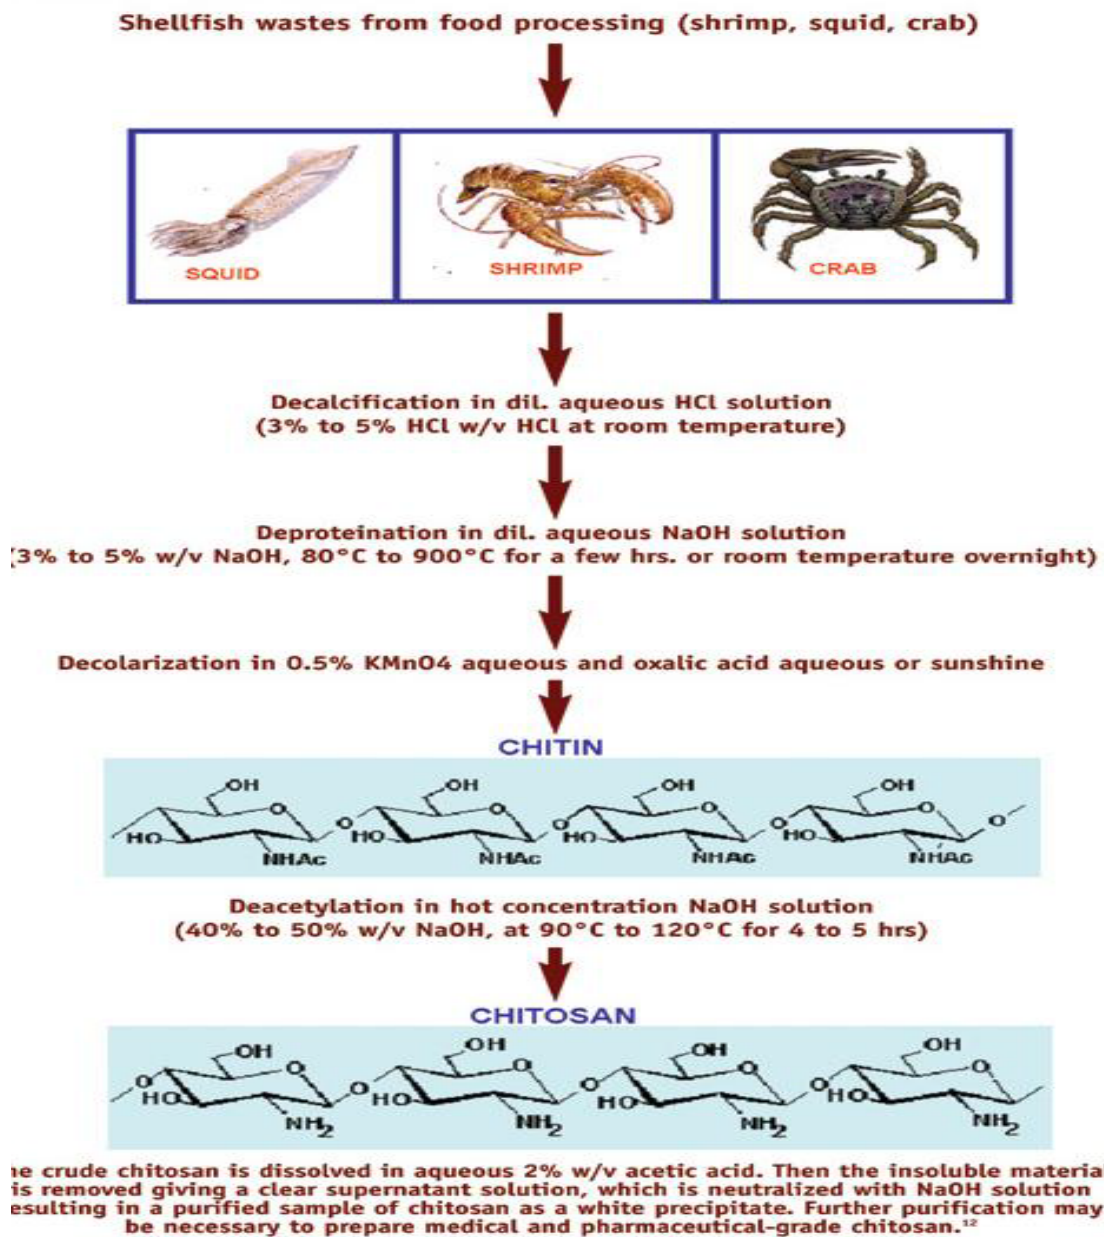 Shellfish wastes from food processing (shrimp, squid, crab)
SQUID
SHRIMP
CRAB
Decalcification in dil. aqueous HCl solution
(3% to 5% HCl w/v HCl at room temperature)
Deproteination in dil. aqueous NaOH solution
(3% to 5% w/v NaOH, 80°C to 900°C for a few hrs. or room temperature overnight)
Decolarization in 0.5% KMnO4 aqueous and oxalic acid aqueous or sunshine
CHITIN
OH OH OH OH
O O O O
O O O O
HO HO HO HO
NHAc NHAc NHAc NHAc
Deacetylation in hot concentration NaOH solution
(40% to 50% w/v NaOH, at 90°C to 120°C for 4 to 5 hrs)
CHITOSAN
OH OH OH OH
O O O O
O O O O
HO HO HO HO
NH2 NH2 NH2 NH2
he crude chitosan is dissolved in aqueous 2% w/v acetic acid. Then the insoluble material
is removed giving a clear supernatant solution, which is neutralized with NaOH solution
esulting in a purified sample of chitosan as a white precipitate. Further purification may
be necessary to prepare medical and pharmaceutical-grade chitosan.¹²